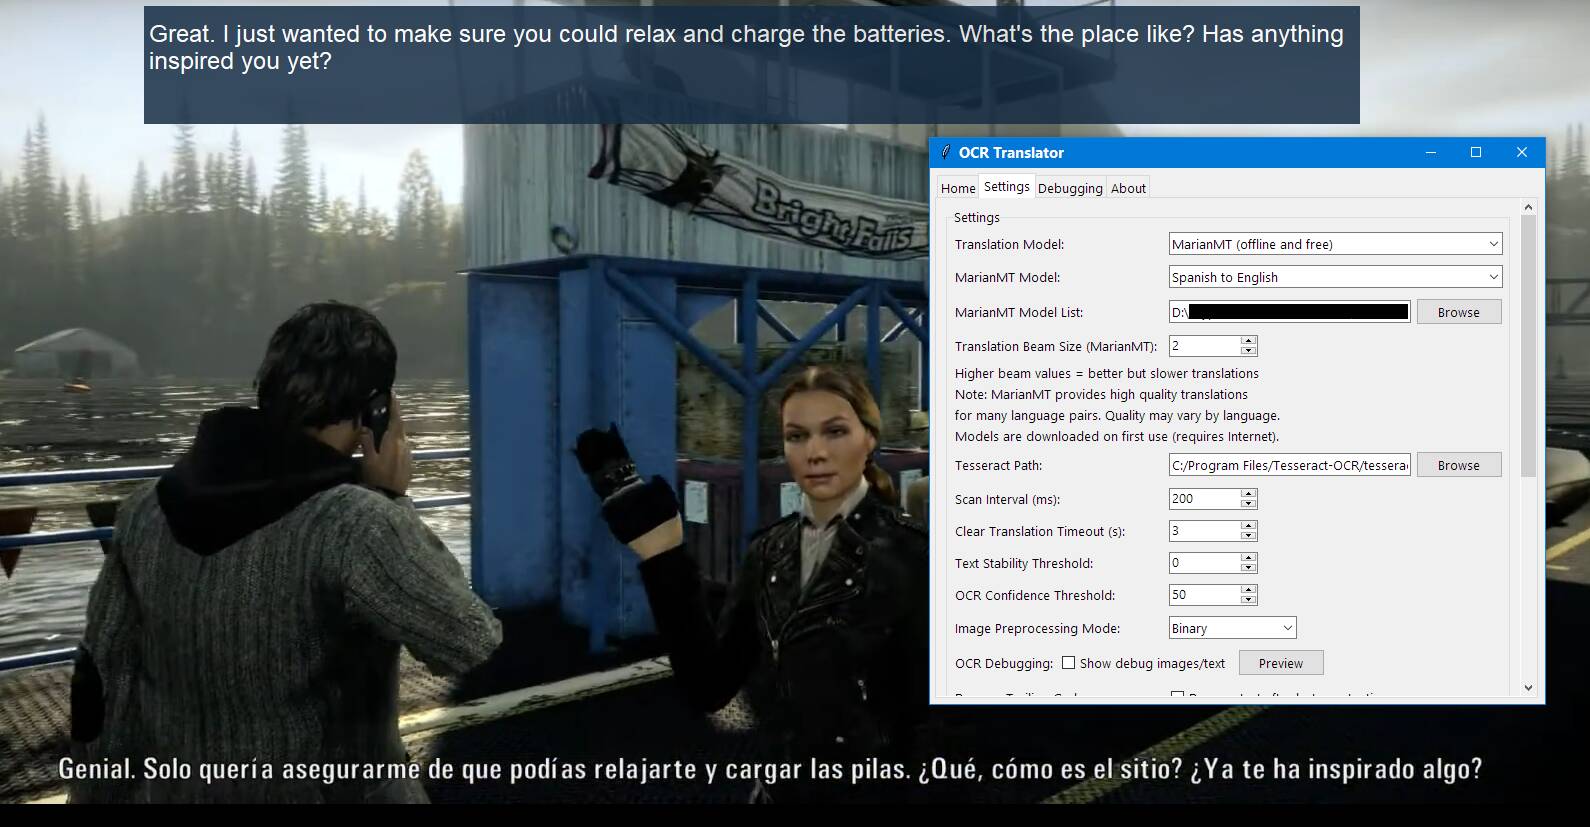 Great. I just wanted to make sure you could relax and charge the batteries. What's the place like? Has anything
inspired you yet?
Bright Falls
OCR Translator
Home Settings Debugging About
Settings
Translation Model: MarianMT (offline and free)
MarianMT Model: Spanish to English
MarianMT Model List: D:\ Browse
Translation Beam Size (MarianMT): 2
Higher beam values = better but slower translations
Note: MarianMT provides high quality translations
for many language pairs. Quality may vary by language.
Models are downloaded on first use (requires Internet).
Tesseract Path: C:/Program Files/Tesseract-OCR/tesserac Browse
Scan Interval (ms): 200
Clear Translation Timeout (s): 3
Text Stability Threshold: 0
OCR Confidence Threshold: 50
Image Preprocessing Mode: Binary
OCR Debugging: Show debug images/text Preview
Genial. Solo quería asegurarme de que podías relajarte y cargar las pilas. ¿Qué, cómo es el sitio? ¿Ya te ha inspirado algo?